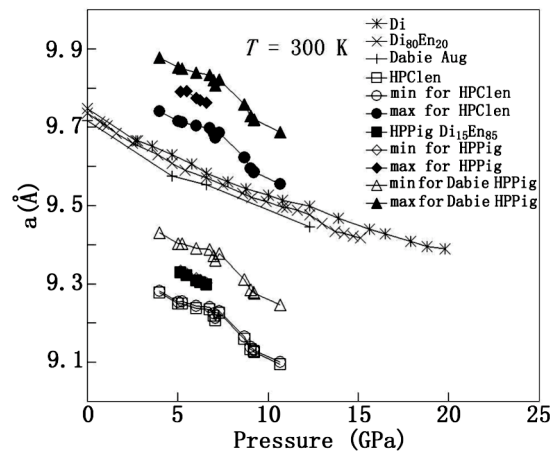 T = 300 K
Di
Di₈₀En₂₀
Dabie Aug
HPClen
min for HPClen
max for HPClen
HPPig Di₁₅En₈₅
min for HPPig
max for HPPig
min for Dabie HPPig
max for Dabie HPPig
9.9
9.7
9.5
9.3
9.1
a(Å)
0 5 10 15 20 25
Pressure (GPa)